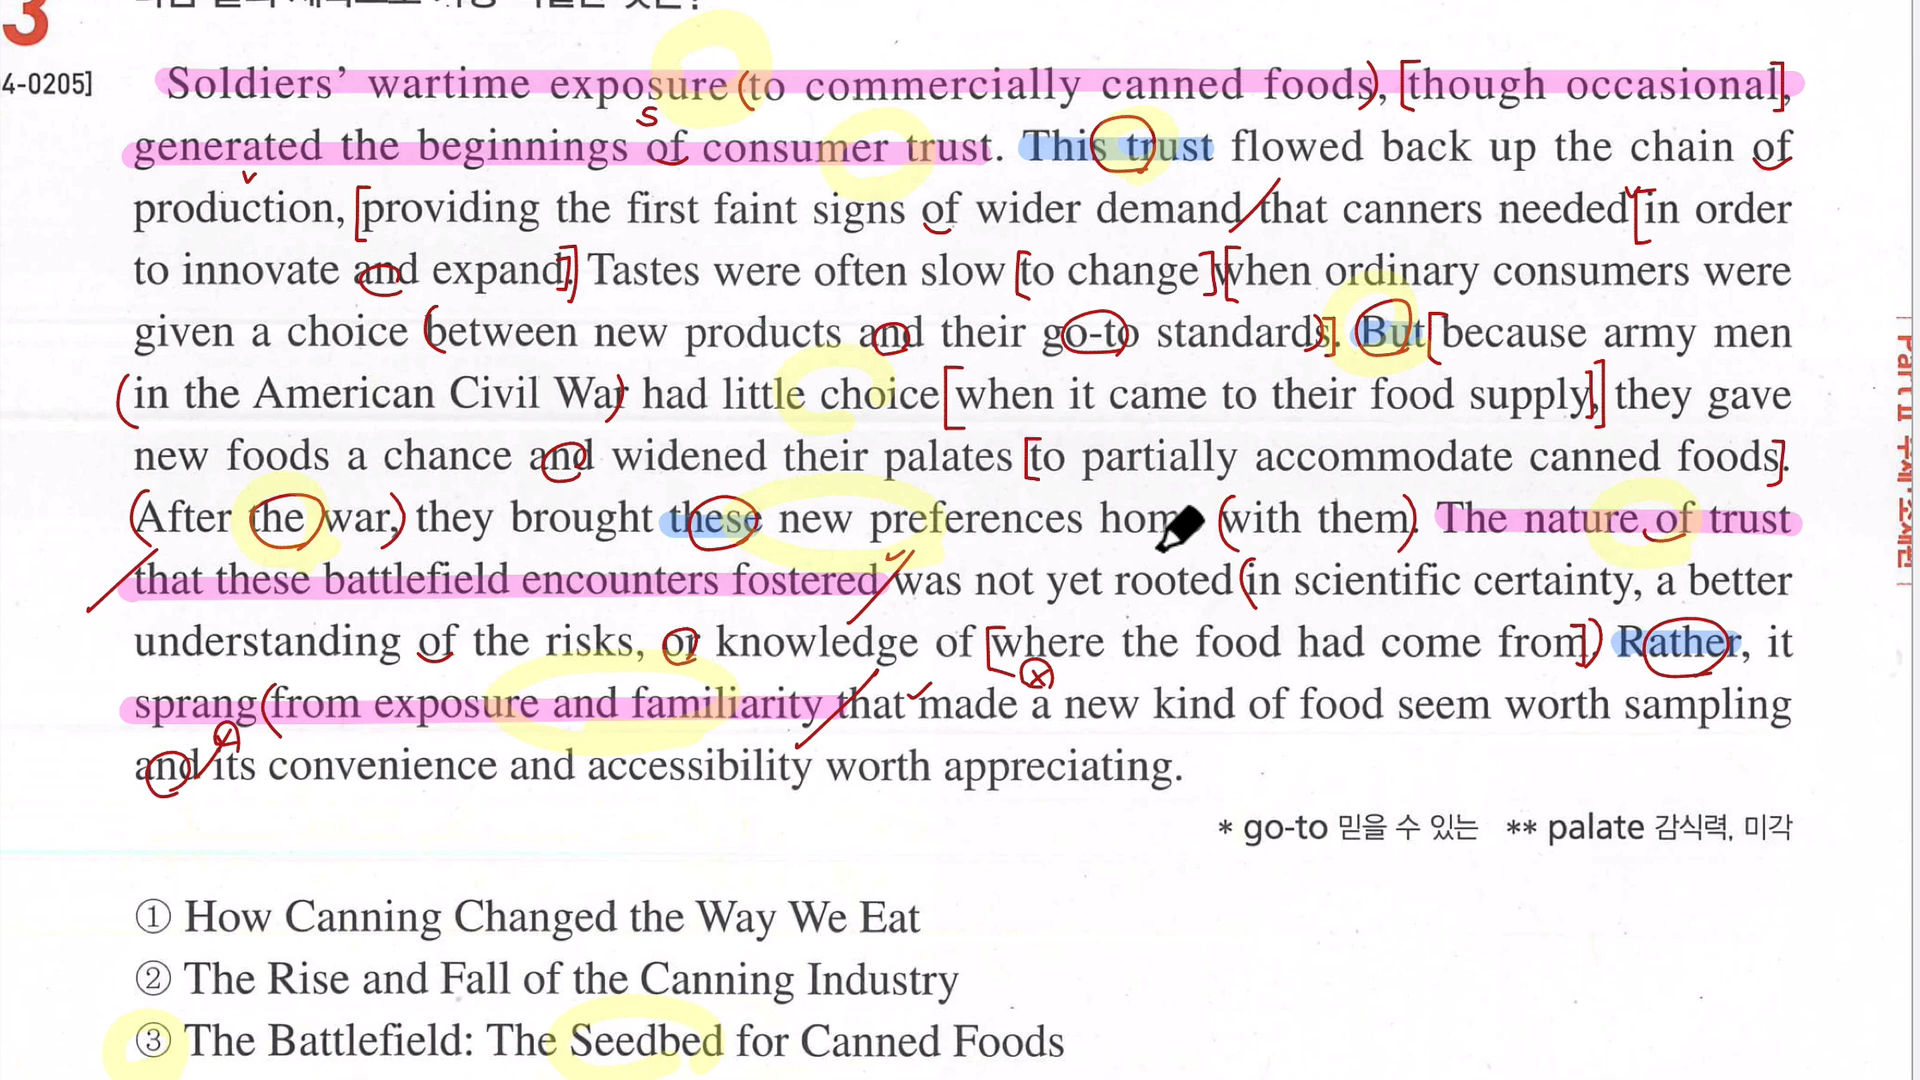 3
4-0205]
Soldiers’ wartime exposure (to commercially canned foods), [though occasional],
s
generated the beginnings of consumer trust. This trust flowed back up the chain of
production, [providing the first faint signs of wider demand/that canners needed [in order
to innovate and expand.] Tastes were often slow [to change] [when ordinary consumers were
given a choice (between new products and their go-to standards)]. But [because army men
(in the American Civil War) had little choice [when it came to their food supply,]] they gave
new foods a chance and widened their palates [to partially accommodate canned foods].
(After the war,) they brought these new preferences home (with them). The nature of trust
that these battlefield encounters fostered was not yet rooted (in scientific certainty, a better
understanding of the risks, or knowledge of [where the food had come from].) Rather, it
sprang (from exposure and familiarity that made a new kind of food seem worth sampling
and its convenience and accessibility worth appreciating.
* go-to 믿을 수 있는 ** palate 감식력, 미각
① How Canning Changed the Way We Eat
② The Rise and Fall of the Canning Industry
③ The Battlefield: The Seedbed for Canned Foods